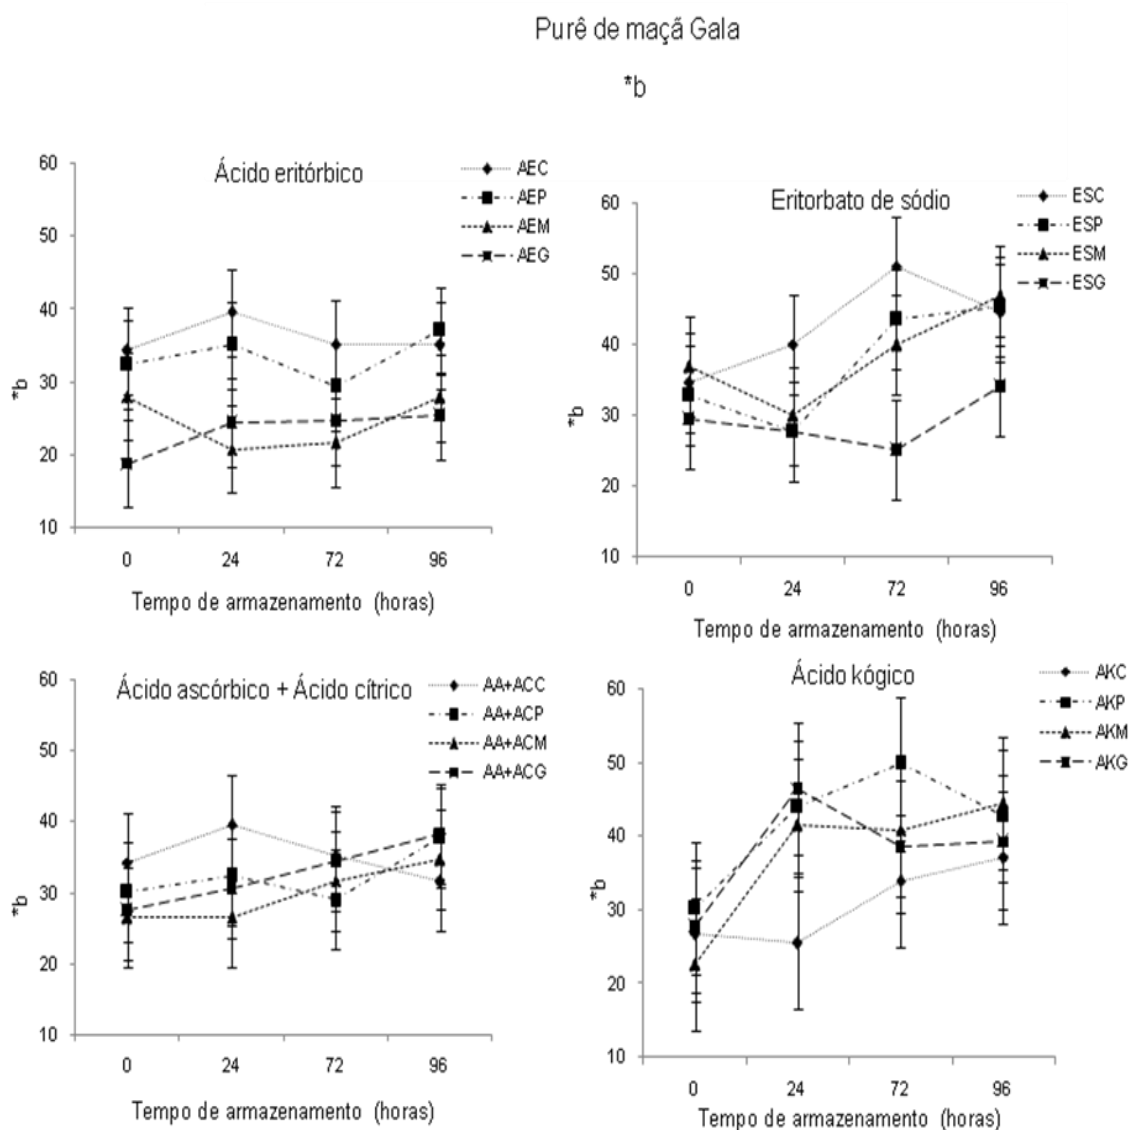 Purê de maçã Gala
*b
Ácido eritórbico
AEC
AEP
AEM
AEG
60
50
40
30
20
10
*b
0 24 72 96
Tempo de armazenamento (horas)
Eritorbato de sódio
ESC
ESP
ESM
ESG
60
50
40
30
20
10
*b
0 24 72 96
Tempo de armazenamento (horas)
Ácido ascórbico + Ácido cítrico
AA+ACC
AA+ACP
AA+ACM
AA+ACG
60
50
40
30
20
10
*b
0 24 72 96
Tempo de armazenamento (horas)
Ácido kógico
AKC
AKP
AKM
AKG
60
50
40
30
20
10
*b
0 24 72 96
Tempo de armazenamento (horas)